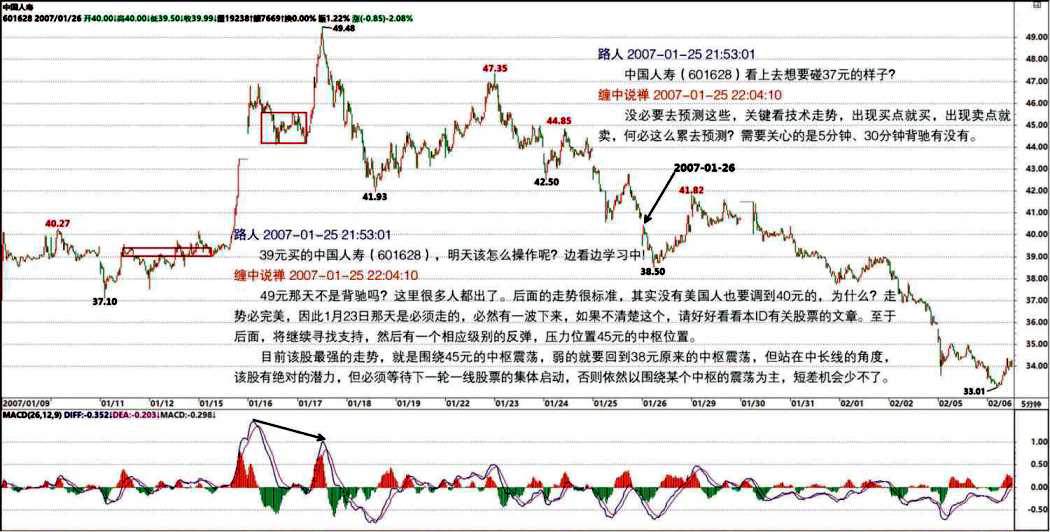 中国人寿
601628 2007/01/26 开40.00↓高40.00↓低39.50↓收39.99↓量19238↑额7669↑换0.00% 振1.22% 涨(-0.85)-2.08%
49.48
49.00
路人 2007-01-25 21:53:01
48.00
47.35
中国人寿（601628）看上去想要碰37元的样子？
47.00
缠中说禅 2007-01-25 22:04:10
46.00
没必要去预测这些，关键看技术走势，出现买点就买，出现卖点就
44.85
45.00
卖，何必这么累去预测？需要关心的是5分钟、30分钟背驰有没有。
44.00
43.00
2007-01-26
42.50
41.93
41.82
42.00
41.00
40.27
路人 2007-01-25 21:53:01
40.00
39元买的中国人寿（601628），明天该怎么操作呢？边看边学习中！
39.00
缠中说禅 2007-01-25 22:04:10
38.50
38.00
37.10
49元那天不是背驰吗？这里很多人都出了。后面的走势很标准，其实没有美国人也要调到40元的，为什么？走
37.00
势必完美，因此1月23日那天是必须走的，必然有一波下来，如果不清楚这个，请好好看看本ID有关股票的文章。至于
36.00
后面，将继续寻找支持，然后有一个相应级别的反弹，压力位置45元的中枢位置。
35.00
目前该股最强的走势，就是围绕45元的中枢震荡，弱的就要回到38元原来的中枢震荡，但站在中长线的角度，
34.00
该股有绝对的潜力，但必须等待下一轮一线股票的集体启动，否则依然以围绕某个中枢的震荡为主，短差机会少不了。
33.01
33.00
2007/01/09 01/11 01/12 01/15 01/16 01/17 01/18 01/19 01/22 01/23 01/24 01/25 01/26 01/29 01/30 01/31 02/01 02/02 02/05 02/06 5分钟
MACD(26,12,9) DIFF:-0.352↓DEA:-0.203↓MACD:-0.298↓
1.00
0.50
0.00
-0.50